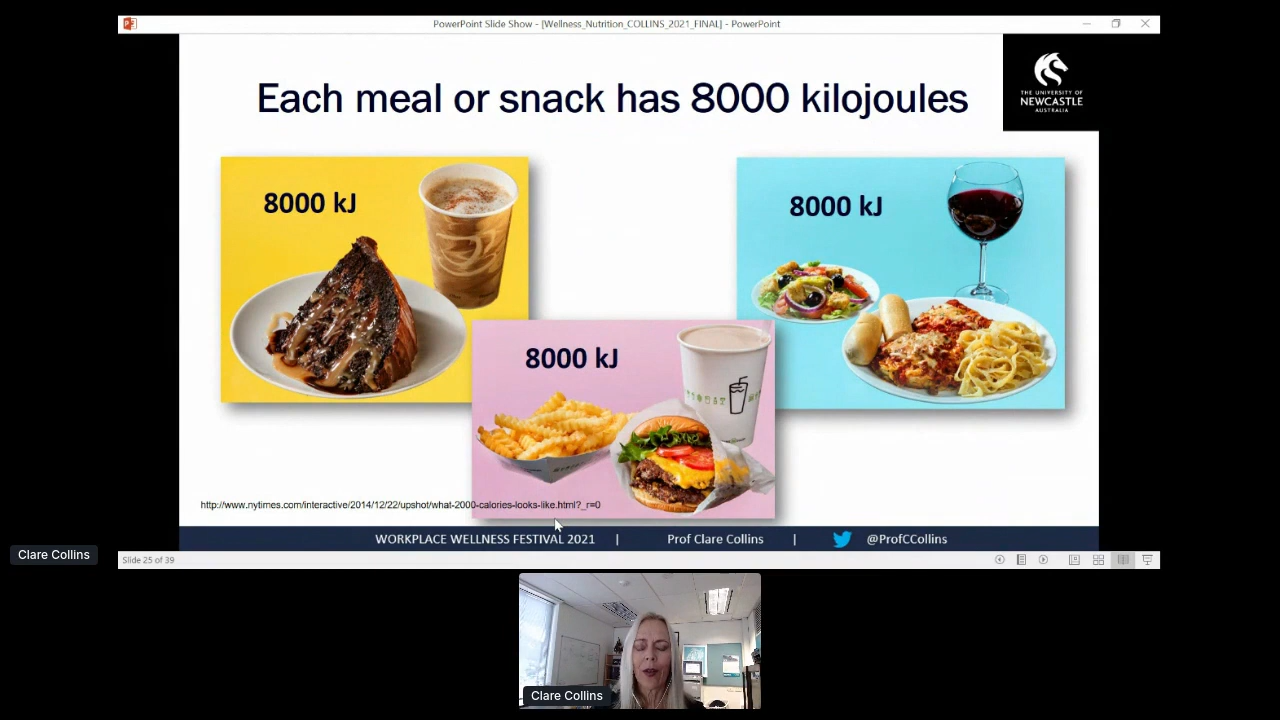 PowerPoint Slide Show - [Wellness_Nutrition_COLLINS_2021_FINAL] - PowerPoint
Each meal or snack has 8000 kilojoules
THE UNIVERSITY OF
NEWCASTLE
AUSTRALIA
8000 kJ
8000 kJ
8000 kJ
http://www.nytimes.com/interactive/2014/12/22/upshot/what-2000-calories-looks-like.html?_r=0
WORKPLACE WELLNESS FESTIVAL 2021 | Prof Clare Collins | @ProfCCollins
Clare Collins
Slide 25 of 39
Clare Collins